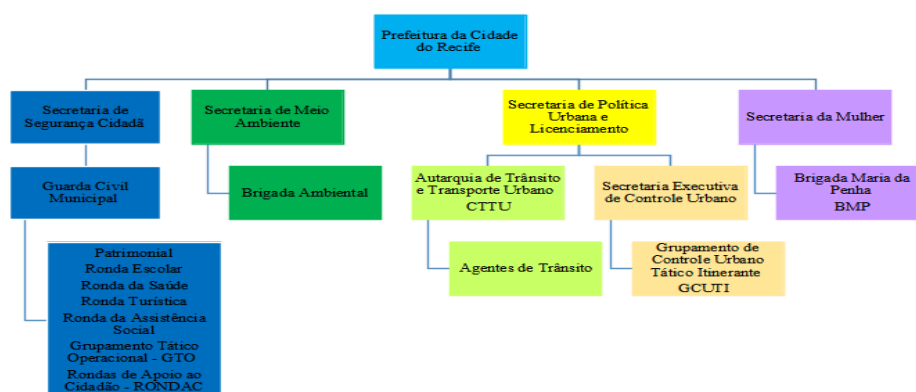 Prefeitura da Cidade
do Recife
Secretaria de
Segurança Cidadã
Secretaria de Meio
Ambiente
Secretaria de Política
Urbana e
Licenciamento
Secretaria da Mulher
Guarda Civil
Municipal
Brigada Ambiental
Autarquia de Trânsito
e Transporte Urbano
CTTU
Secretaria Executiva
de Controle Urbano
Brigada Maria da
Penha
BMP
Patrimonial
Ronda Escolar
Ronda da Saúde
Ronda Turística
Ronda da Assistência
Social
Grupamento Tático
Operacional - GTO
Rondas de Apoio ao
Cidadão - RONDAC
Agentes de Trânsito
Grupamento de
Controle Urbano
Tático Itinerante
GCUTI